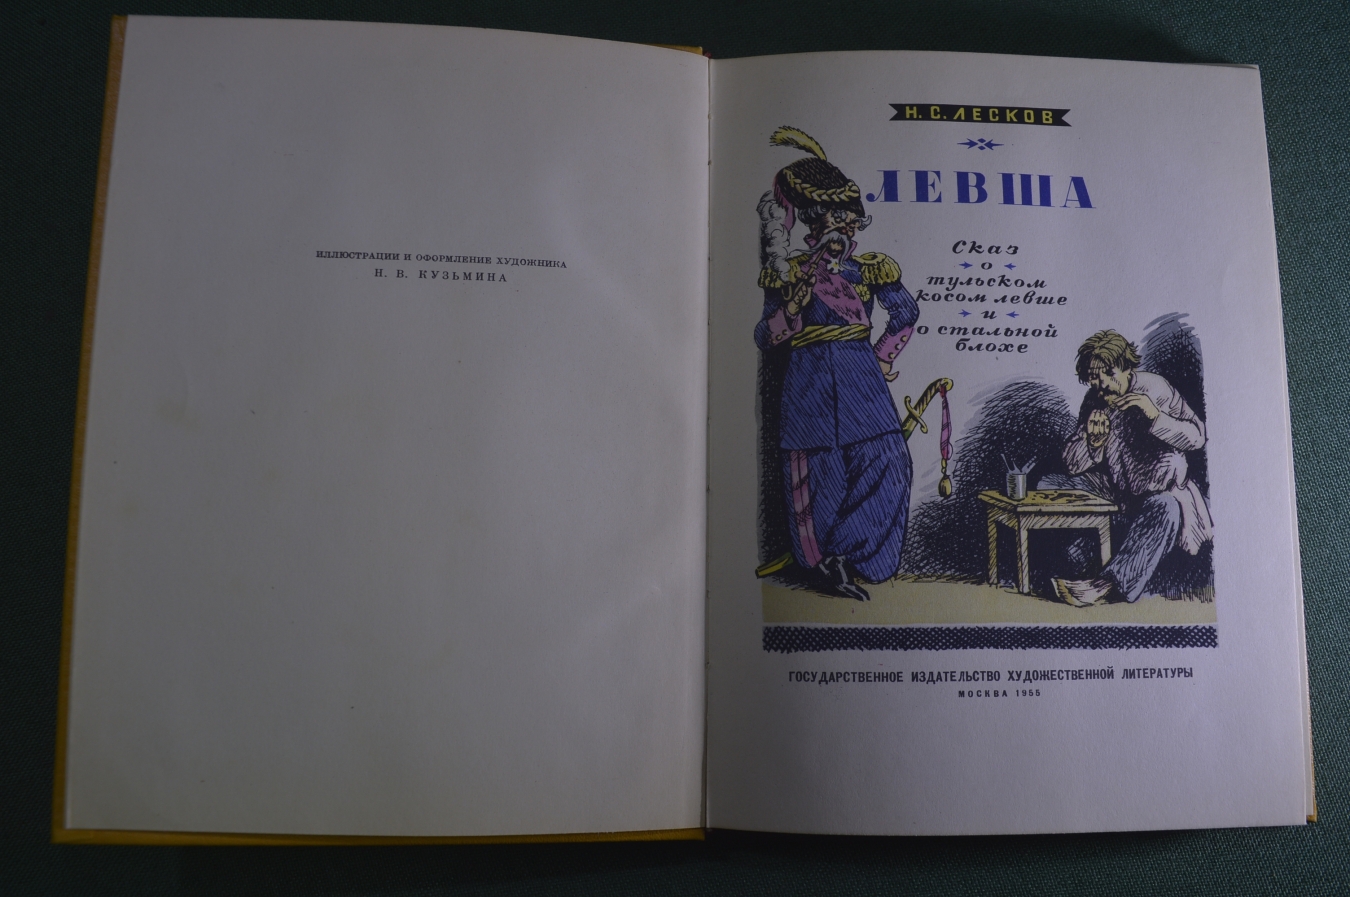 ИЛЛЮСТРАЦИИ И ОФОРМЛЕНИЕ ХУДОЖНИКА
Н. В. КУЗЬМИНА
Н. С. ЛЕСКОВ
ЛЕВША
Сказ
о
тульском
косом левше
и
о стальной
блохе
ГОСУДАРСТВЕННОЕ ИЗДАТЕЛЬСТВО ХУДОЖЕСТВЕННОЙ ЛИТЕРАТУРЫ
МОСКВА 1955